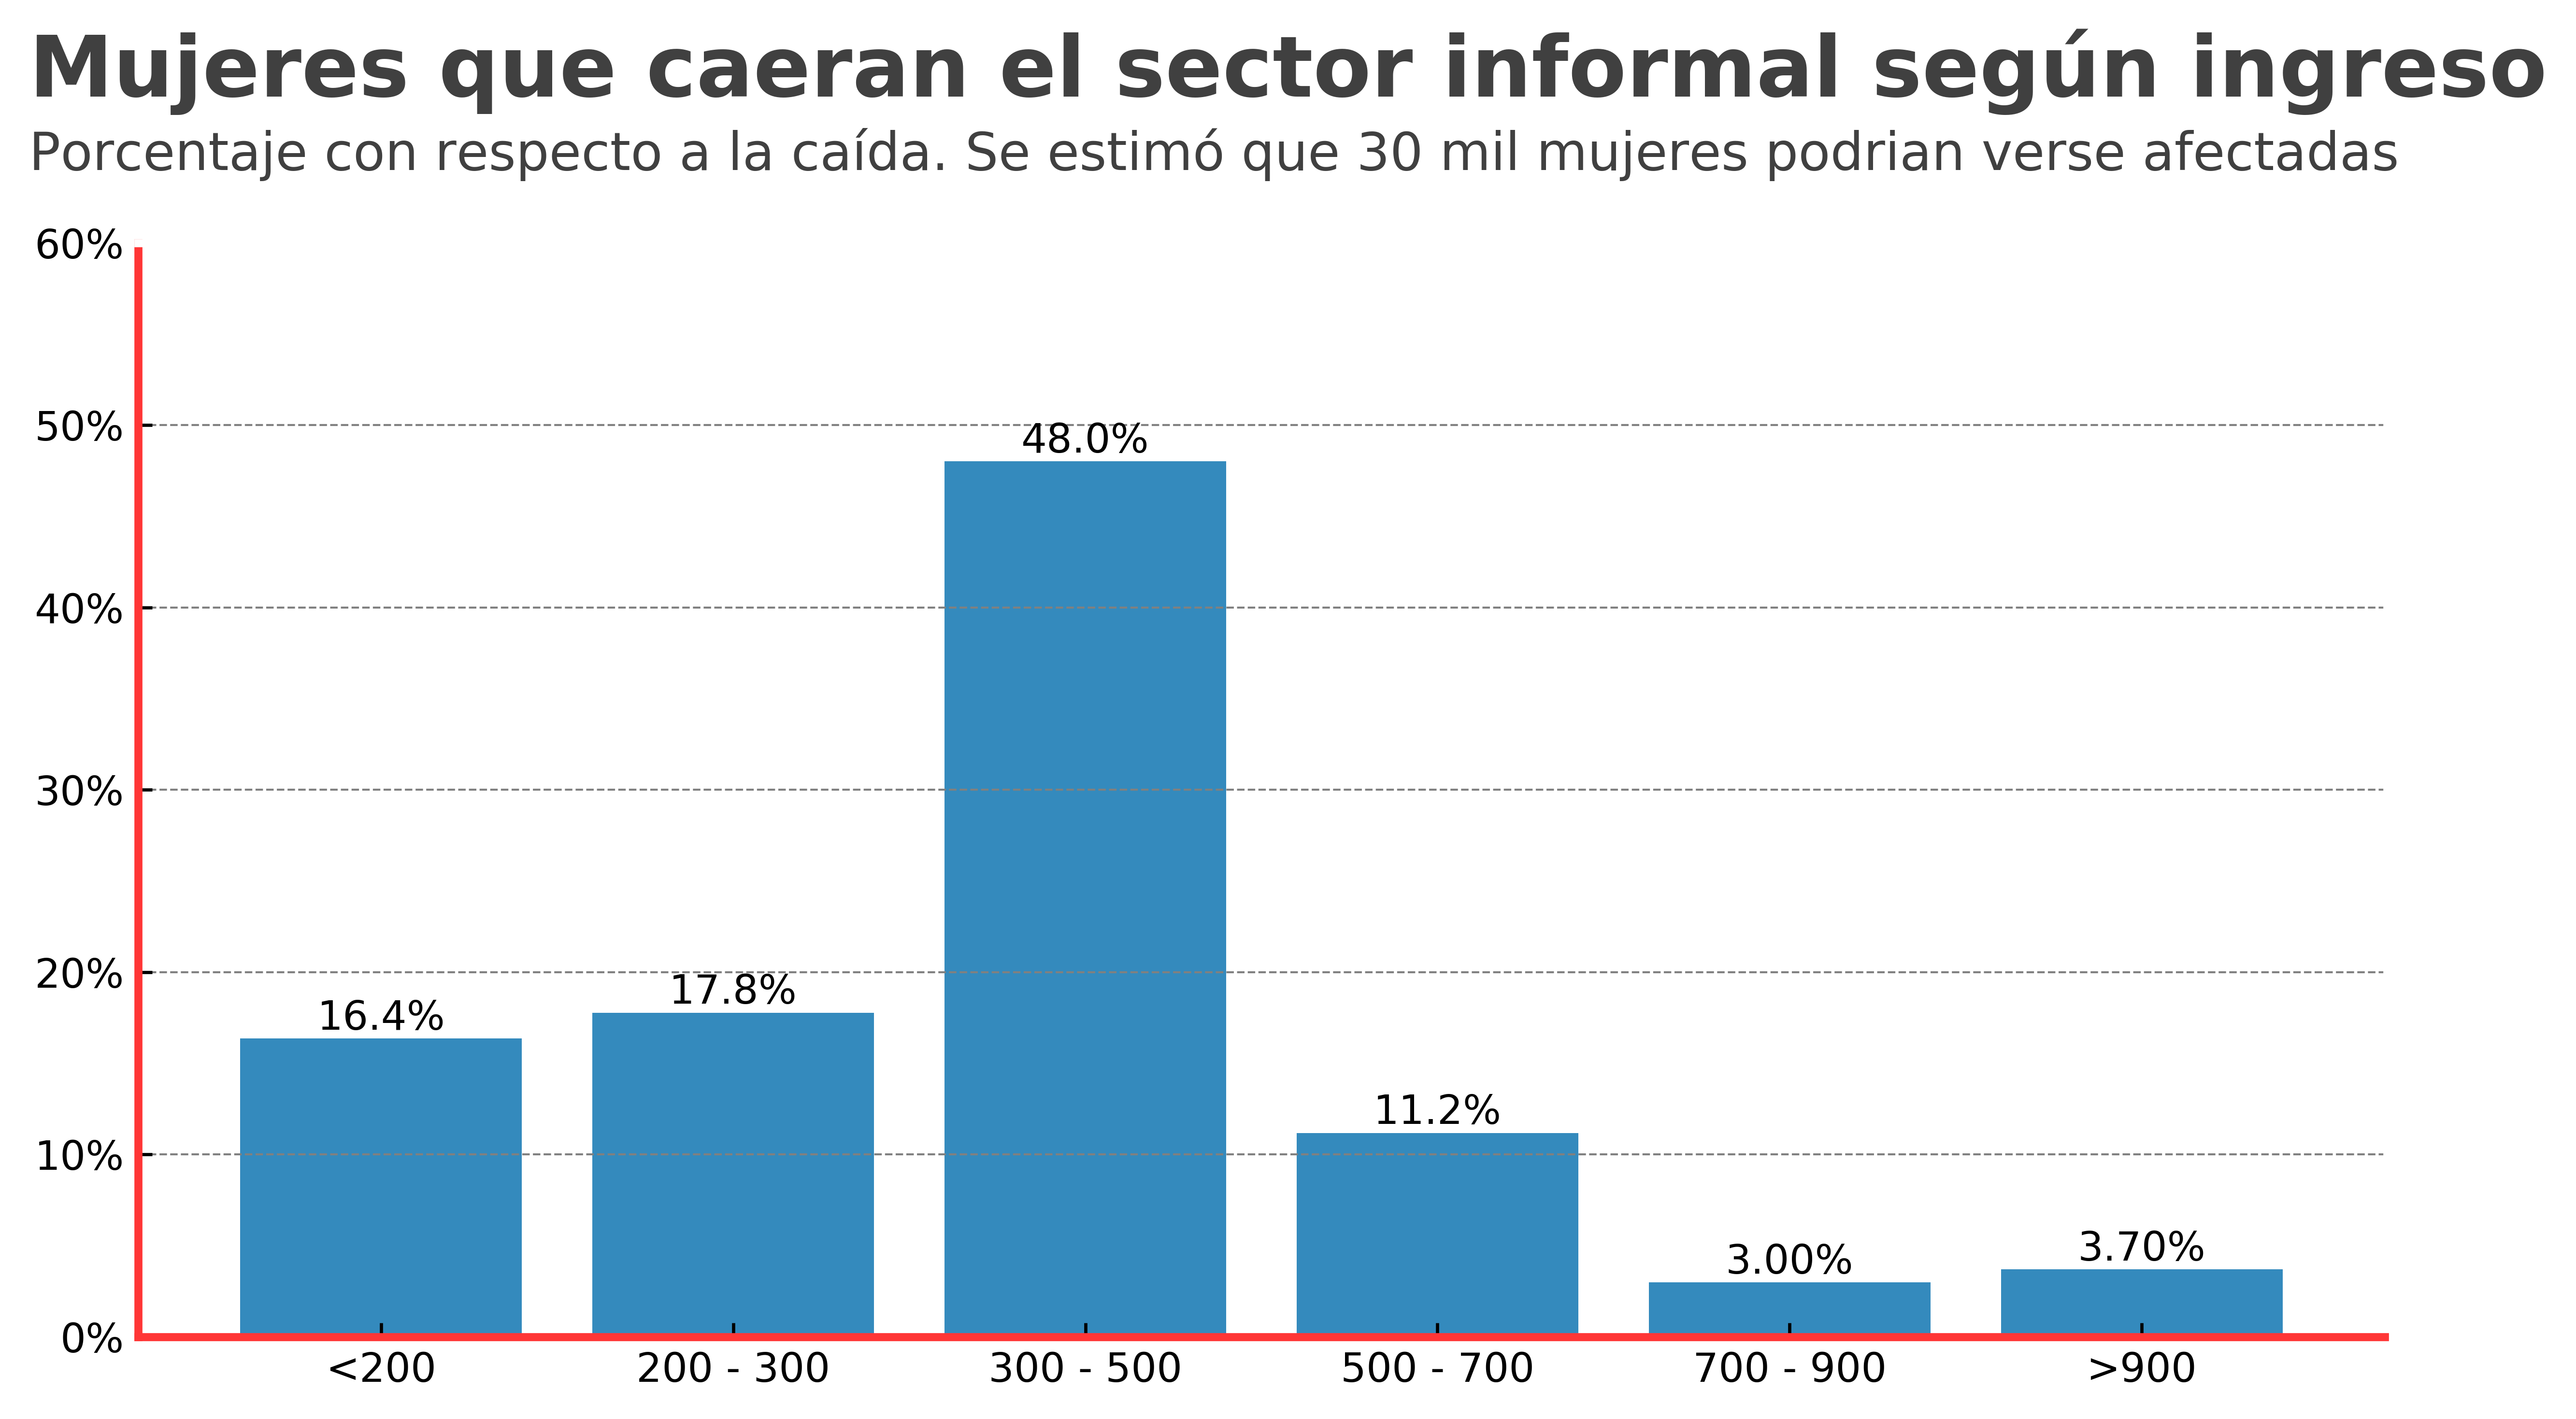 Mujeres que caeran el sector informal según ingreso
Porcentaje con respecto a la caída. Se estimó que 30 mil mujeres podrian verse afectadas
60%
50%
40%
30%
20%
10%
0%
16.4%
17.8%
48.0%
11.2%
3.00%
3.70%
<200
200 - 300
300 - 500
500 - 700
700 - 900
>900